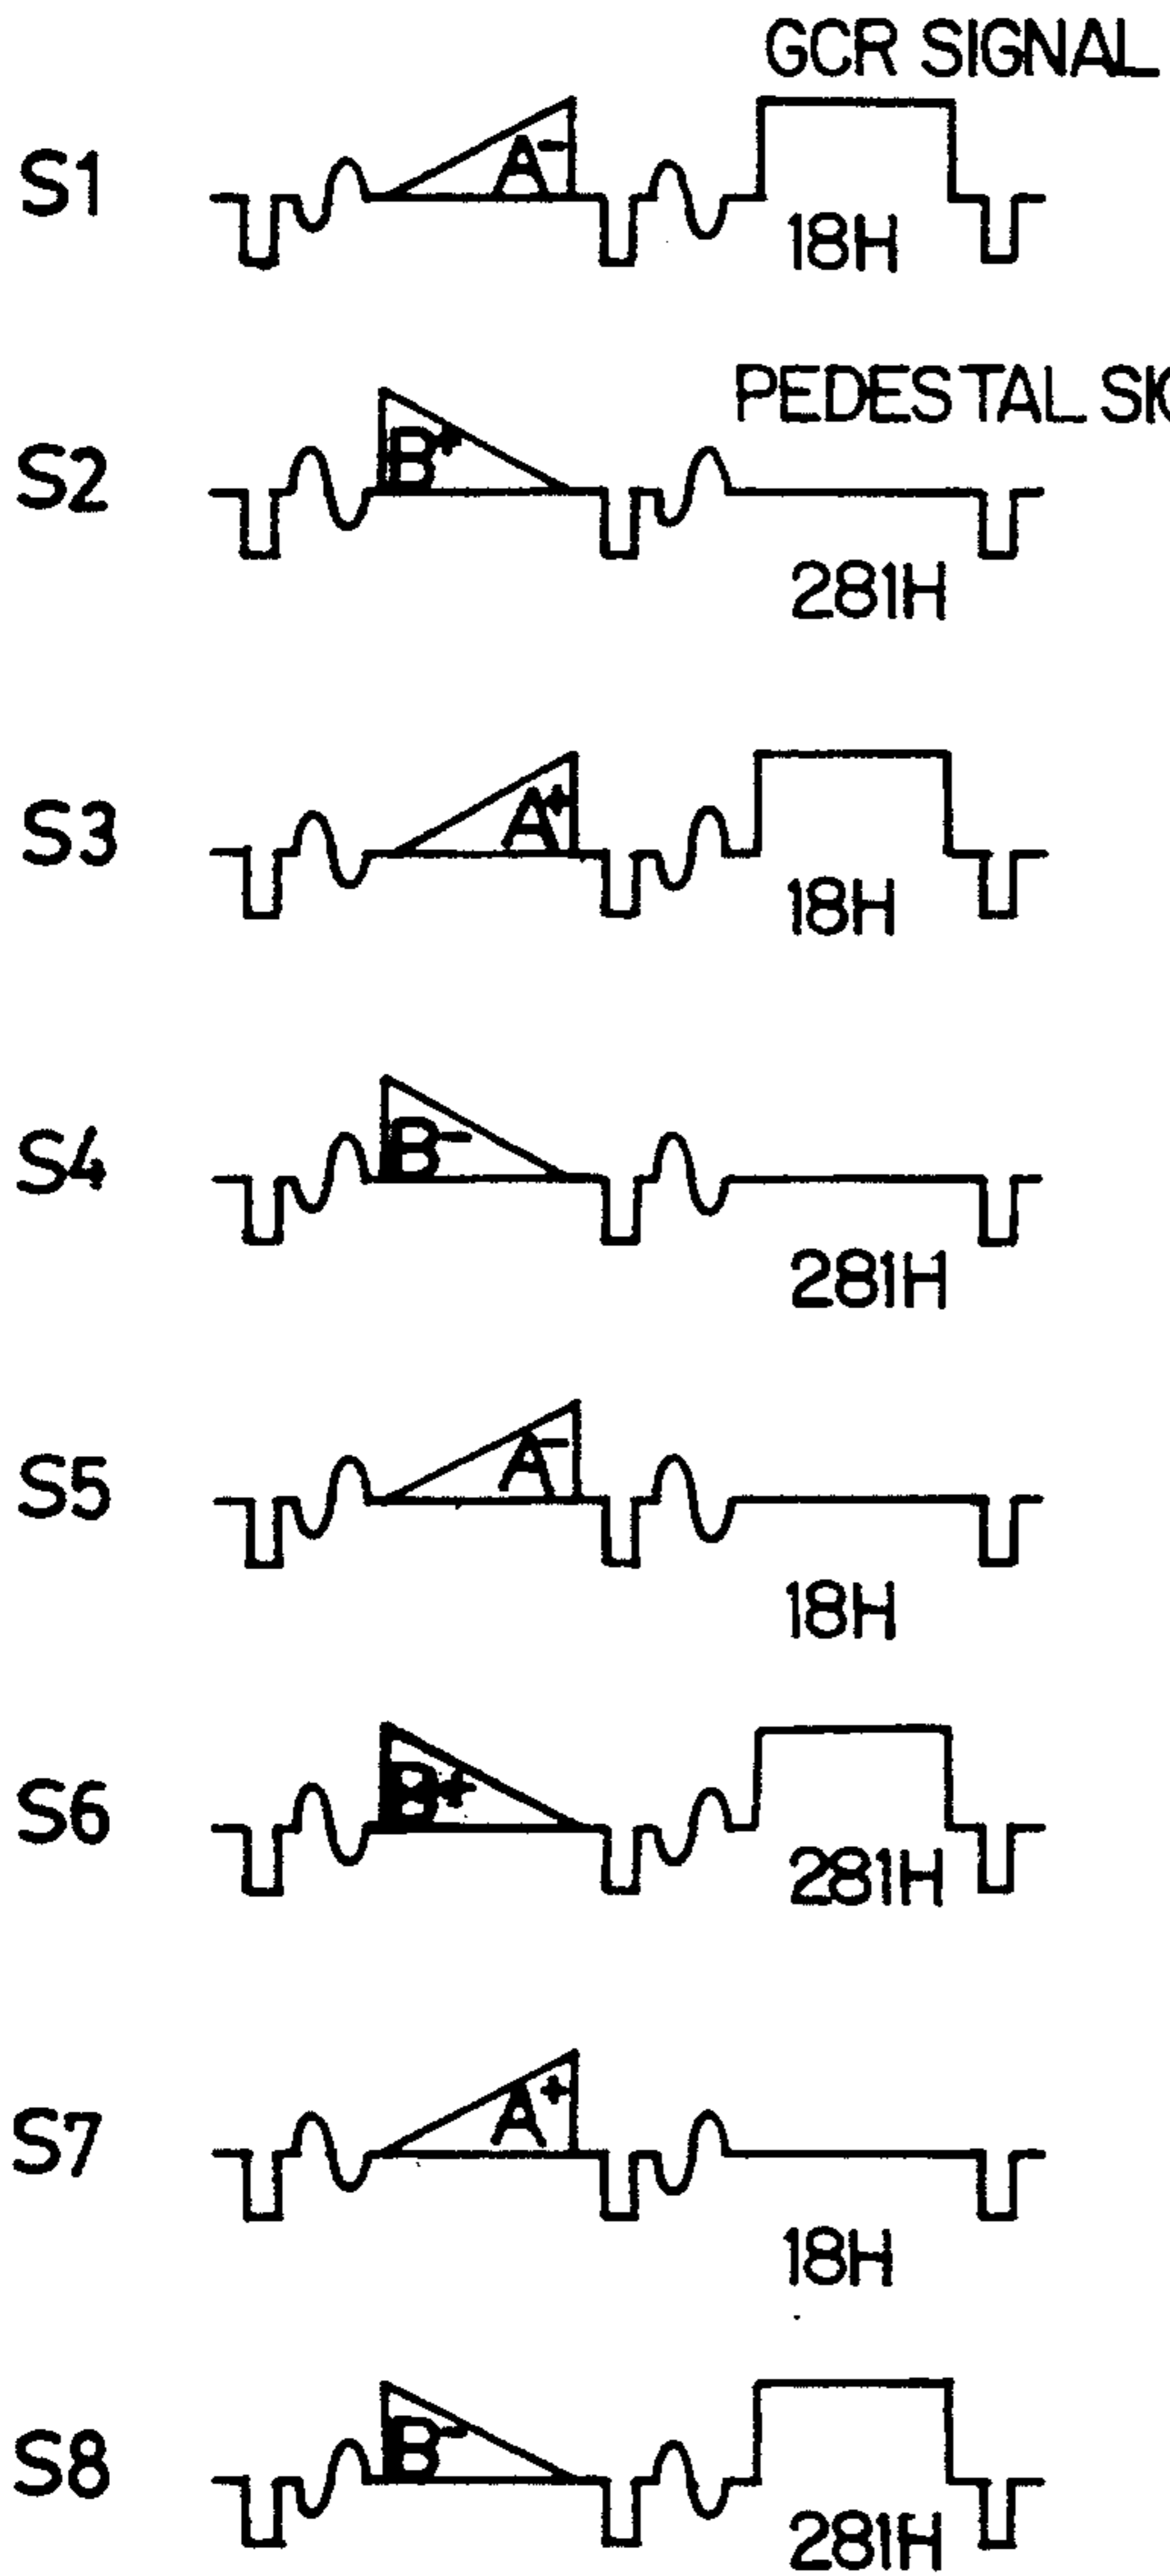 GCR SIGNAL
S1 A⁻ 18H
PEDESTAL
S2 B⁺ 281H
S3 A⁺ 18H
S4 B⁻ 281H
S5 A⁻ 18H
S6 B⁺ 281H
S7 A⁺ 18H
S8 B⁻ 281H